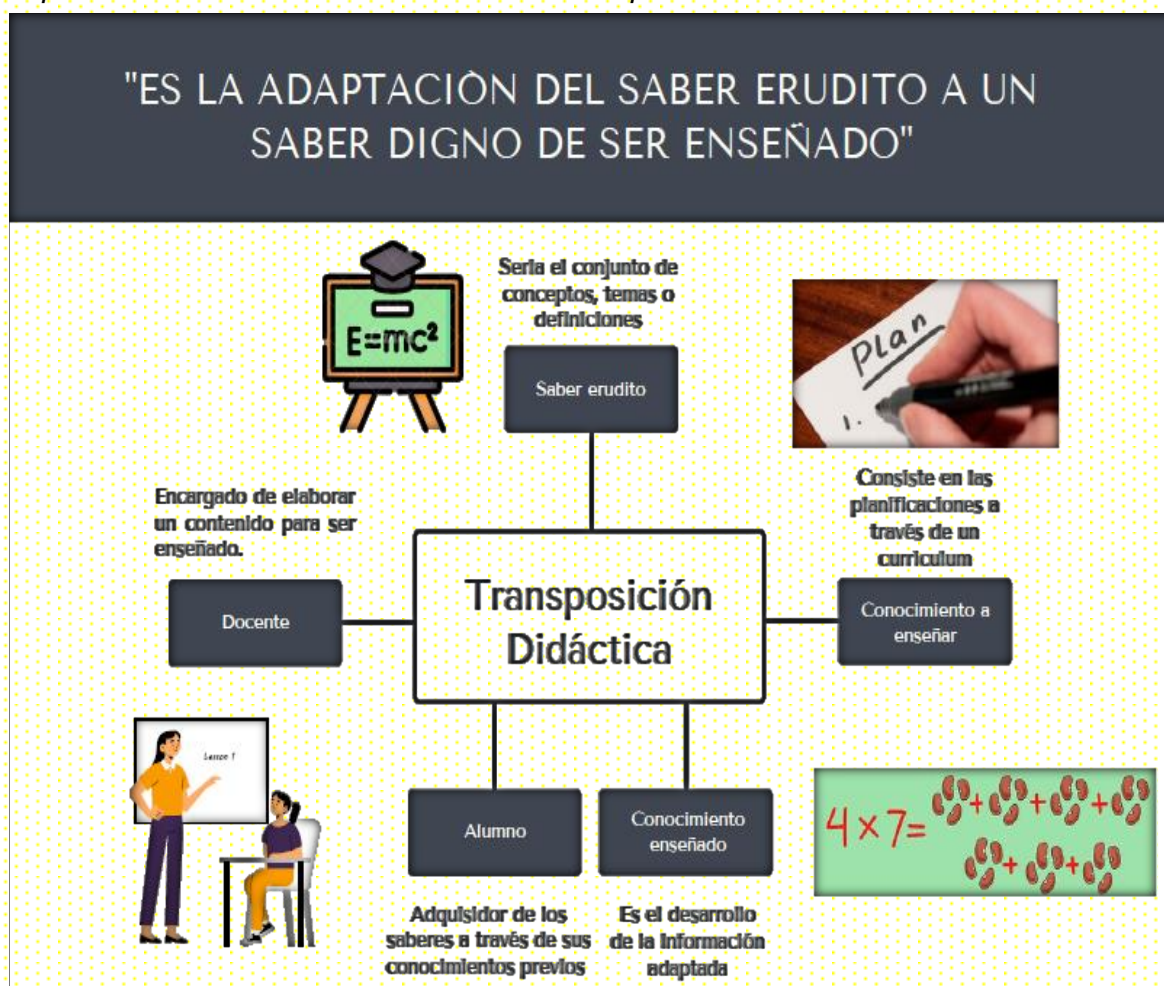 "ES LA ADAPTACIÓN DEL SABER ERUDITO A UN
SABER DIGNO DE SER ENSEÑADO"
E=mc²
Seria el conjunto de
conceptos, temas o
definiciones
Saber erudito
Plan
1.
Consiste en las
planificaciones a
través de un
curriculum
Conocimiento a
enseñar
Encargado de elaborar
un contenido para ser
enseñado.
Docente
Transposición
Didáctica
Lesson 1
Alumno
Conocimiento
enseñado
4 x 7=
+ + +
+ + +
Adquisidor de los
saberes a través de sus
conocimientos previos
Es el desarrollo
de la información
adaptada